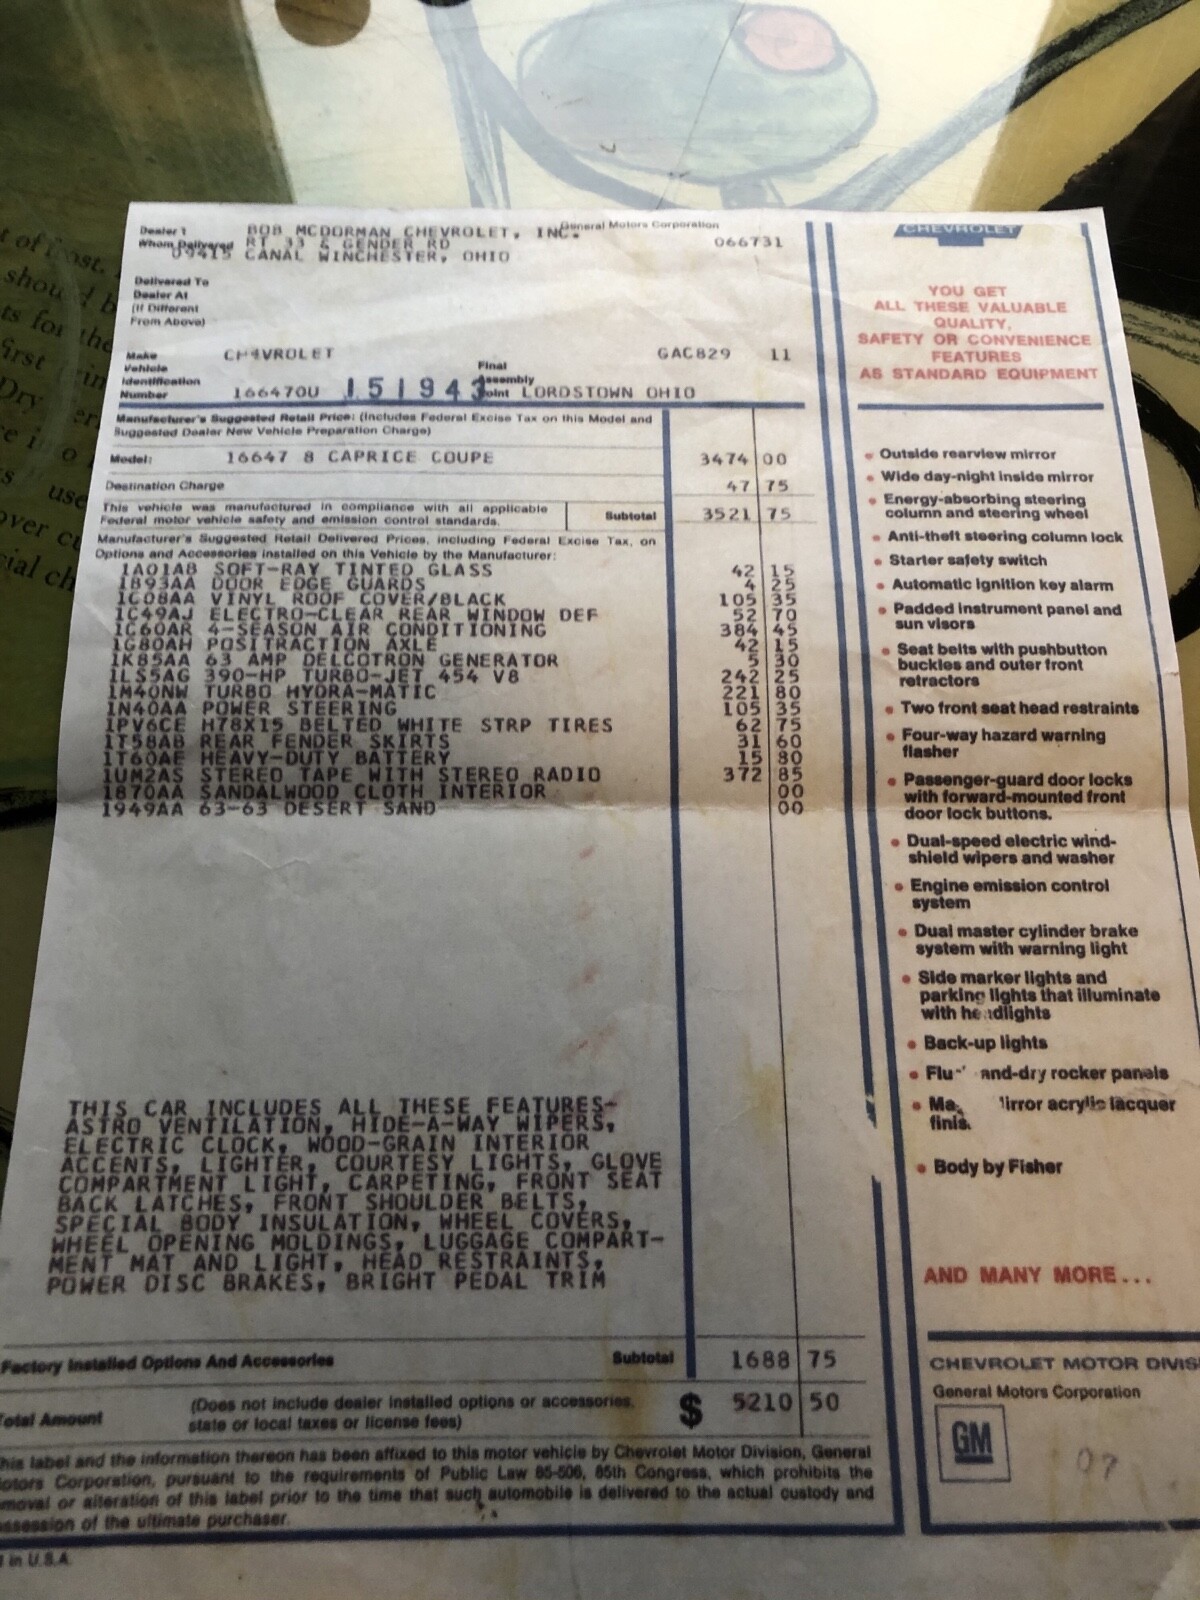 Dealer 1 BOB MCDORMAN CHEVROLET, INC. General Motors Corporation
Whom Delivered RT 33 & GENDER RD 066731
09415 CANAL WINCHESTER, OHIO
Delivered To
Dealer At
(If Different
From Above)
Make CHEVROLET GAC829 11
Vehicle
Identification
Number 166470U 151943 Final Assembly Point LORDSTOWN OHIO
Manufacturer's Suggested Retail Price: (Includes Federal Excise Tax on this Model and
Suggested Dealer New Vehicle Preparation Charge)
Model: 16647 8 CAPRICE COUPE 3474 00
Destination Charge 47 75
This vehicle was manufactured in compliance with all applicable
Federal motor vehicle safety and emission control standards. Subtotal 3521 75
Manufacturer's Suggested Retail Delivered Prices, including Federal Excise Tax, on
Options and Accessories installed on this Vehicle by the Manufacturer:
1A01AB SOFT-RAY TINTED GLASS 42 15
1B93AA DOOR EDGE GUARDS 4 25
1C08AA VINYL ROOF COVER/BLACK 105 35
1C49AJ ELECTRO-CLEAR REAR WINDOW DEF 52 70
1C60AR 4-SEASON AIR CONDITIONING 384 45
1G80AH POSITRACTION AXLE 42 15
1K85AA 63 AMP DELCOTRON GENERATOR 5 30
1LS5AG 390-HP TURBO-JET 454 V8 242 25
1M40NW TURBO HYDRA-MATIC 221 80
1N40AA POWER STEERING 105 35
1PV6CE H78X15 BELTED WHITE STRP TIRES 62 75
1T58AB REAR FENDER SKIRTS 31 60
1T60AE HEAVY-DUTY BATTERY 15 80
1UM2AS STEREO TAPE WITH STEREO RADIO 372 85
1870AA SANDALWOOD CLOTH INTERIOR 00
1949AA 63-63 DESERT SAND 00
THIS CAR INCLUDES ALL THESE FEATURES-
ASTRO VENTILATION, HIDE-A-WAY WIPERS,
ELECTRIC CLOCK, WOOD-GRAIN INTERIOR
ACCENTS, LIGHTER, COURTESY LIGHTS, GLOVE
COMPARTMENT LIGHT, CARPETING, FRONT SEAT
BACK LATCHES, FRONT SHOULDER BELTS,
SPECIAL BODY INSULATION, WHEEL COVERS,
WHEEL OPENING MOLDINGS, LUGGAGE COMPART-
MENT MAT AND LIGHT, HEAD RESTRAINTS,
POWER DISC BRAKES, BRIGHT PEDAL TRIM
Factory Installed Options And Accessories Subtotal 1688 75
(Does not include dealer installed options or accessories,
Total Amount state or local taxes or license fees) $ 5210 50
This label and the information thereon has been affixed to this motor vehicle by Chevrolet Motor Division, General
Motors Corporation, pursuant to the requirements of Public Law 85-506, 85th Congress, which prohibits the
removal or alteration of this label prior to the time that such automobile is delivered to the actual custody and
possession of the ultimate purchaser.
in U.S.A.
CHEVROLET
YOU GET
ALL THESE VALUABLE
QUALITY,
SAFETY OR CONVENIENCE
FEATURES
AS STANDARD EQUIPMENT
• Outside rearview mirror
• Wide day-night inside mirror
• Energy-absorbing steering
column and steering wheel
• Anti-theft steering column lock
• Starter safety switch
• Automatic ignition key alarm
• Padded instrument panel and
sun visors
• Seat belts with pushbutton
buckles and outer front
retractors
• Two front seat head restraints
• Four-way hazard warning
flasher
• Passenger-guard door locks
with forward-mounted front
door lock buttons.
• Dual-speed electric wind-
shield wipers and washer
• Engine emission control
system
• Dual master cylinder brake
system with warning light
• Side marker lights and
parking lights that illuminate
with headlights
• Back-up lights
• Flu and-dry rocker panels
• Ma irror acrylic lacquer
finis.
• Body by Fisher
AND MANY MORE...
CHEVROLET MOTOR DIVIS
General Motors Corporation
GM
07